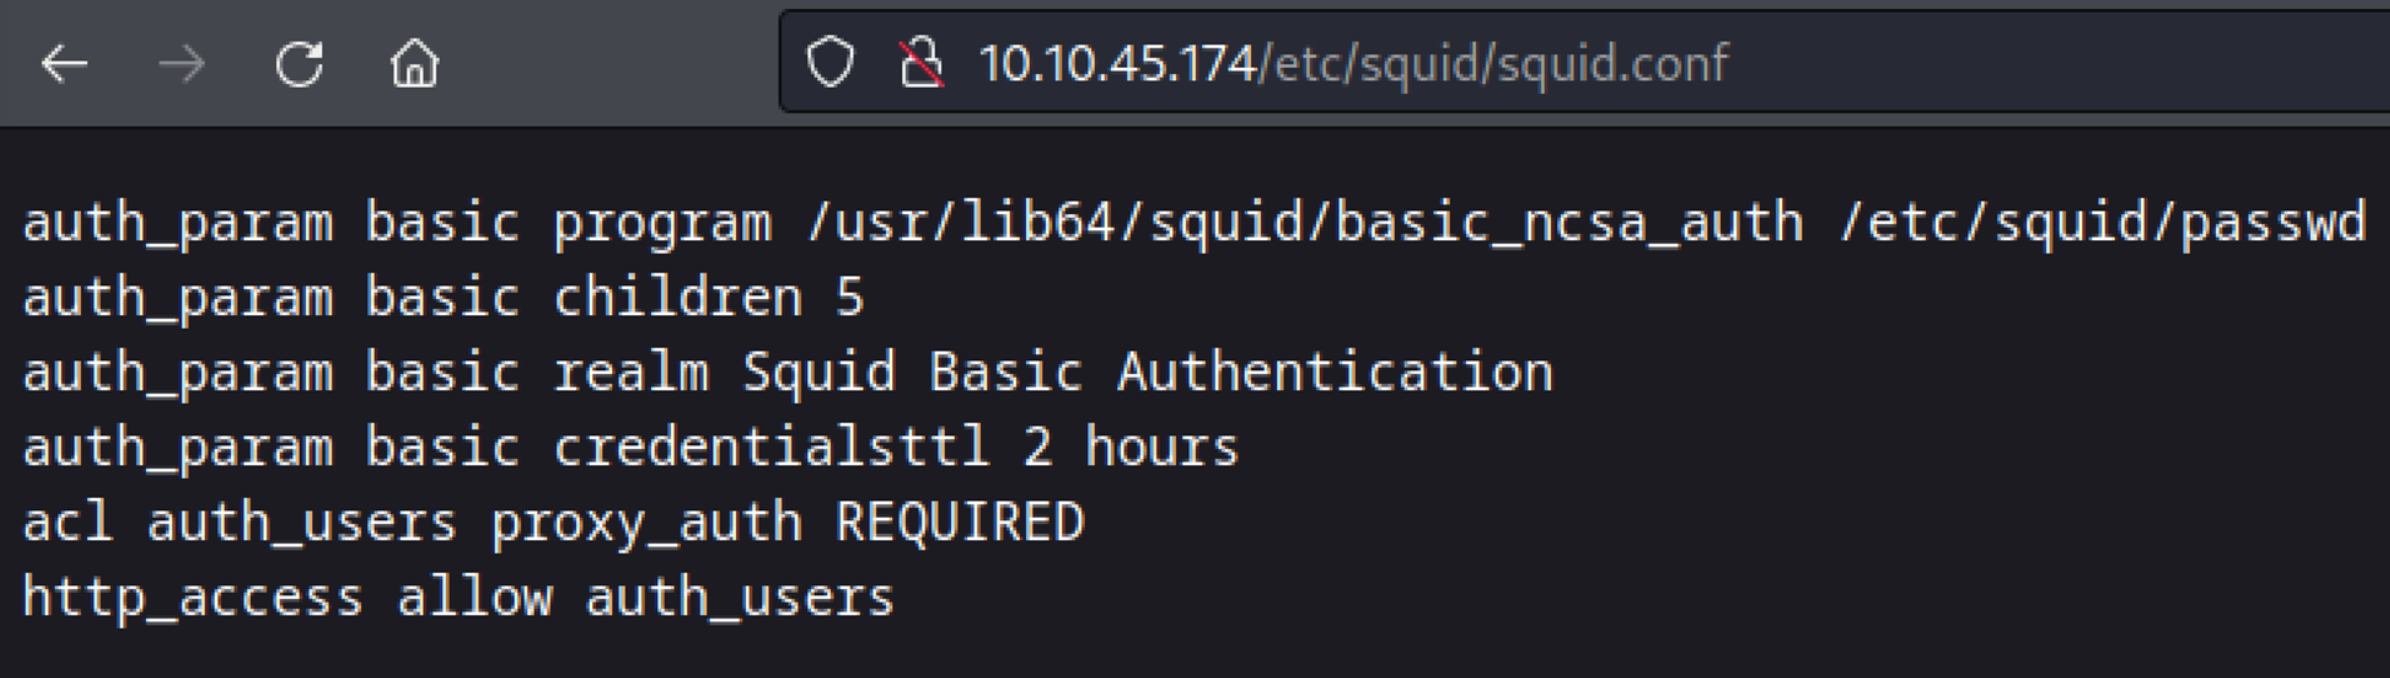 10.10.45.174/etc/squid/squid.conf
auth_param basic program /usr/lib64/squid/basic_ncsa_auth /etc/squid/passwd
auth_param basic children 5
auth_param basic realm Squid Basic Authentication
auth_param basic credentialsttl 2 hours
acl auth_users proxy_auth REQUIRED
http_access allow auth_users